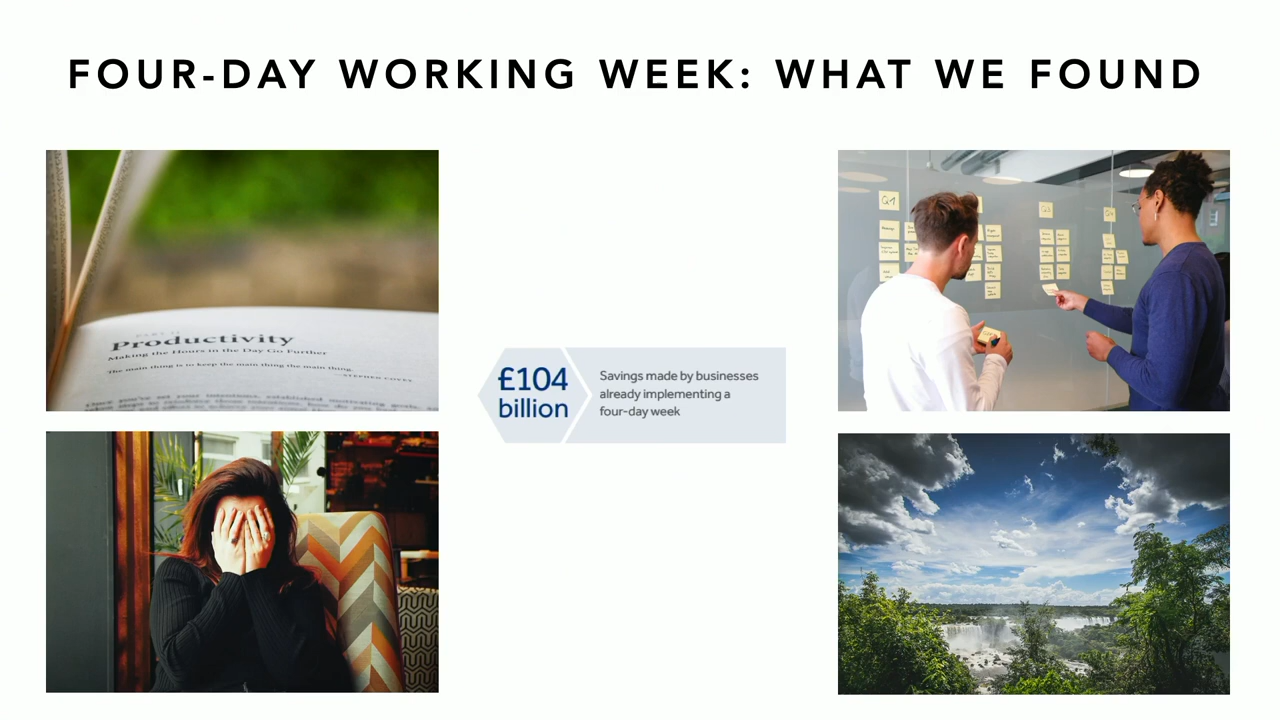 FOUR-DAY WORKING WEEK: WHAT WE FOUND
Productivity
Making the Hours in the Day Go Further
The main thing is to keep the main thing the main thing.
£104
billion
Savings made by businesses
already implementing a
four-day week
Q1